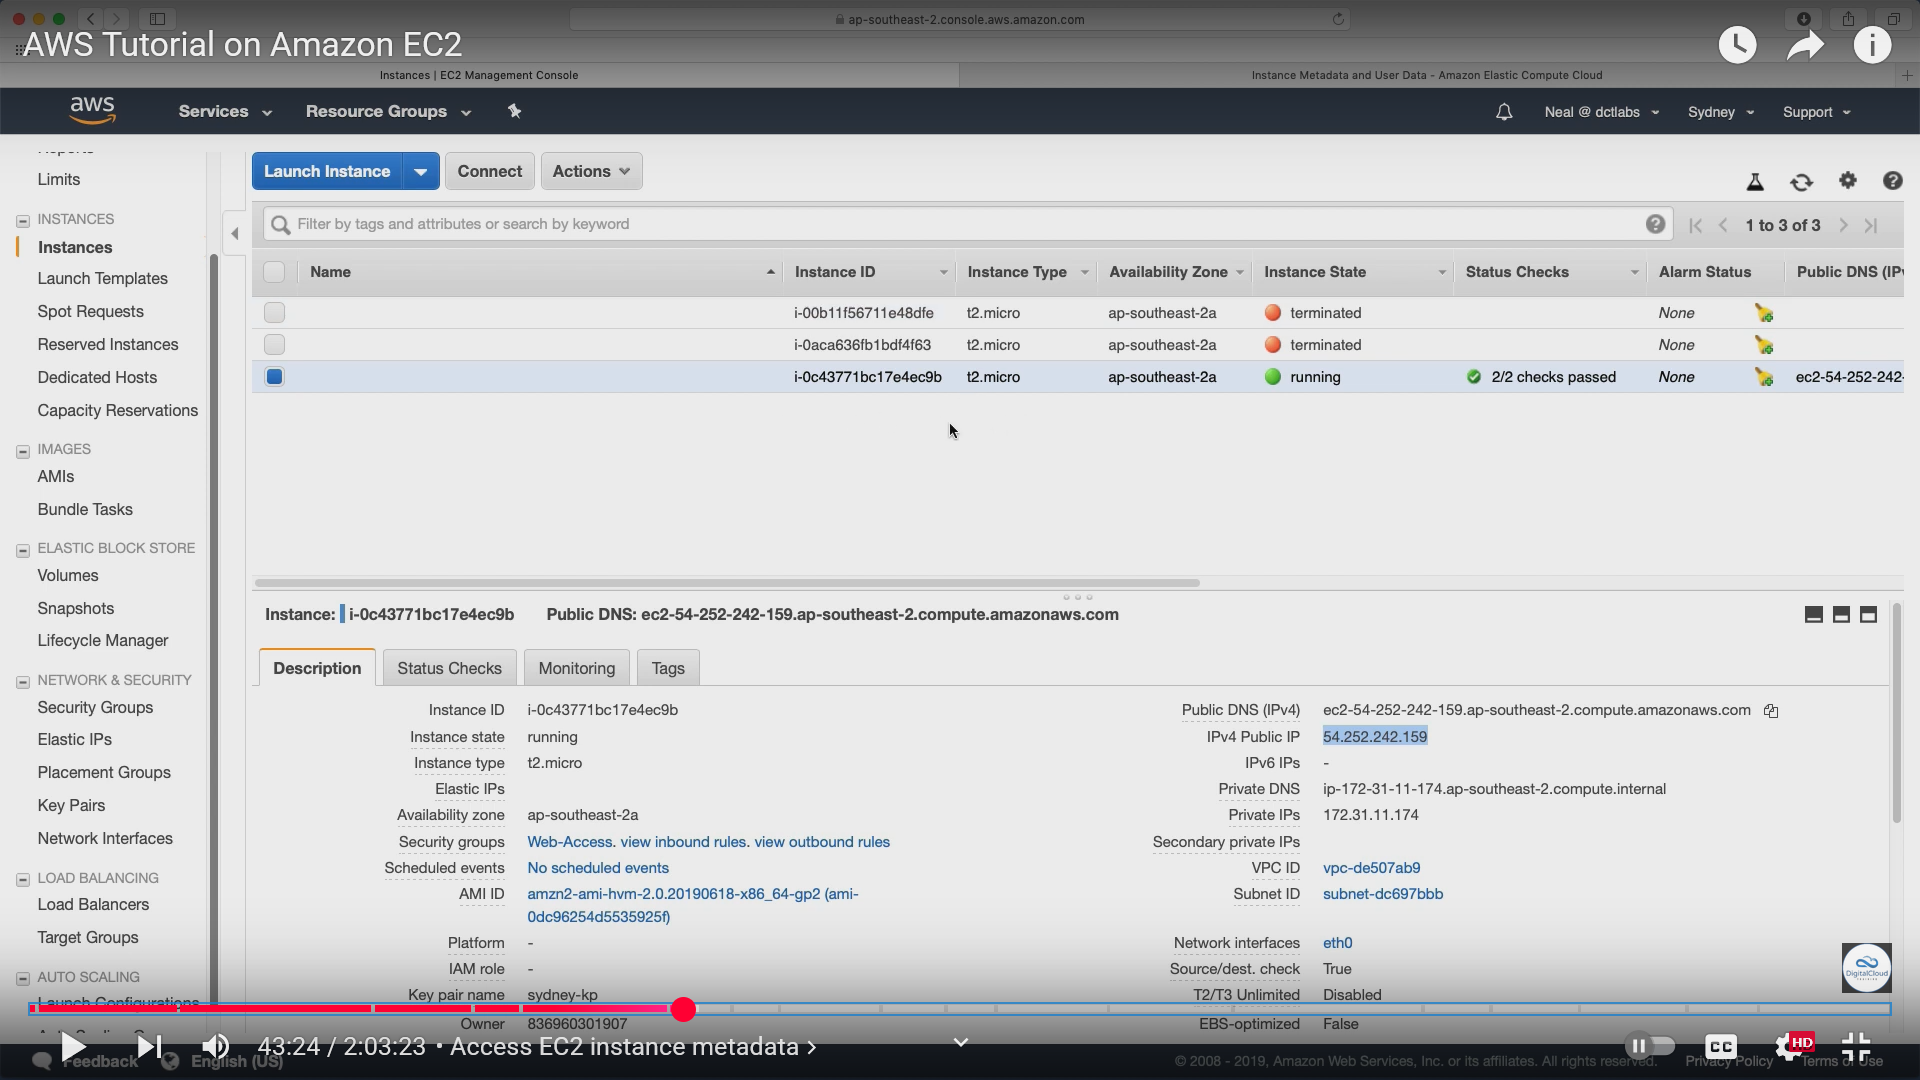 ap-southeast-2.console.aws.amazon.com
AWS Tutorial on Amazon EC2
Instances | EC2 Management Console
Instance Metadata and User Data - Amazon Elastic Compute Cloud
aws
Services
Resource Groups
Neal @ dctlabs
Sydney
Support
Limits
INSTANCES
Instances
Launch Templates
Spot Requests
Reserved Instances
Dedicated Hosts
Capacity Reservations
IMAGES
AMIs
Bundle Tasks
ELASTIC BLOCK STORE
Volumes
Snapshots
Lifecycle Manager
NETWORK & SECURITY
Security Groups
Elastic IPs
Placement Groups
Key Pairs
Network Interfaces
LOAD BALANCING
Load Balancers
Target Groups
AUTO SCALING
Launch Configurations
Launch Instance
Connect
Actions
Filter by tags and attributes or search by keyword
1 to 3 of 3
Name Instance ID Instance Type Availability Zone Instance State Status Checks Alarm Status Public DNS (IPv
i-00b11f56711e48dfe t2.micro ap-southeast-2a terminated None
i-0aca636fb1bdf4f63 t2.micro ap-southeast-2a terminated None
i-0c43771bc17e4ec9b t2.micro ap-southeast-2a running 2/2 checks passed None ec2-54-252-242-
Instance: i-0c43771bc17e4ec9b Public DNS: ec2-54-252-242-159.ap-southeast-2.compute.amazonaws.com
Description
Status Checks
Monitoring
Tags
Instance ID i-0c43771bc17e4ec9b
Instance state running
Instance type t2.micro
Elastic IPs
Availability zone ap-southeast-2a
Security groups Web-Access. view inbound rules. view outbound rules
Scheduled events No scheduled events
AMI ID amzn2-ami-hvm-2.0.20190618-x86_64-gp2 (ami-
0dc96254d5535925f)
Platform -
IAM role -
Key pair name sydney-kp
Owner 836960301907
Public DNS (IPv4) ec2-54-252-242-159.ap-southeast-2.compute.amazonaws.com
IPv4 Public IP 54.252.242.159
IPv6 IPs -
Private DNS ip-172-31-11-174.ap-southeast-2.compute.internal
Private IPs 172.31.11.174
Secondary private IPs
VPC ID vpc-de507ab9
Subnet ID subnet-dc697bbb
Network interfaces eth0
Source/dest. check True
T2/T3 Unlimited Disabled
EBS-optimized False
DigitalCloud
43:24 / 2:03:23 • Access EC2 instance metadata
CC
HD
Feedback
English (US)
© 2008 - 2019, Amazon Web Services, Inc. or its affiliates. All rights reserved.
Privacy Policy
Terms of Use